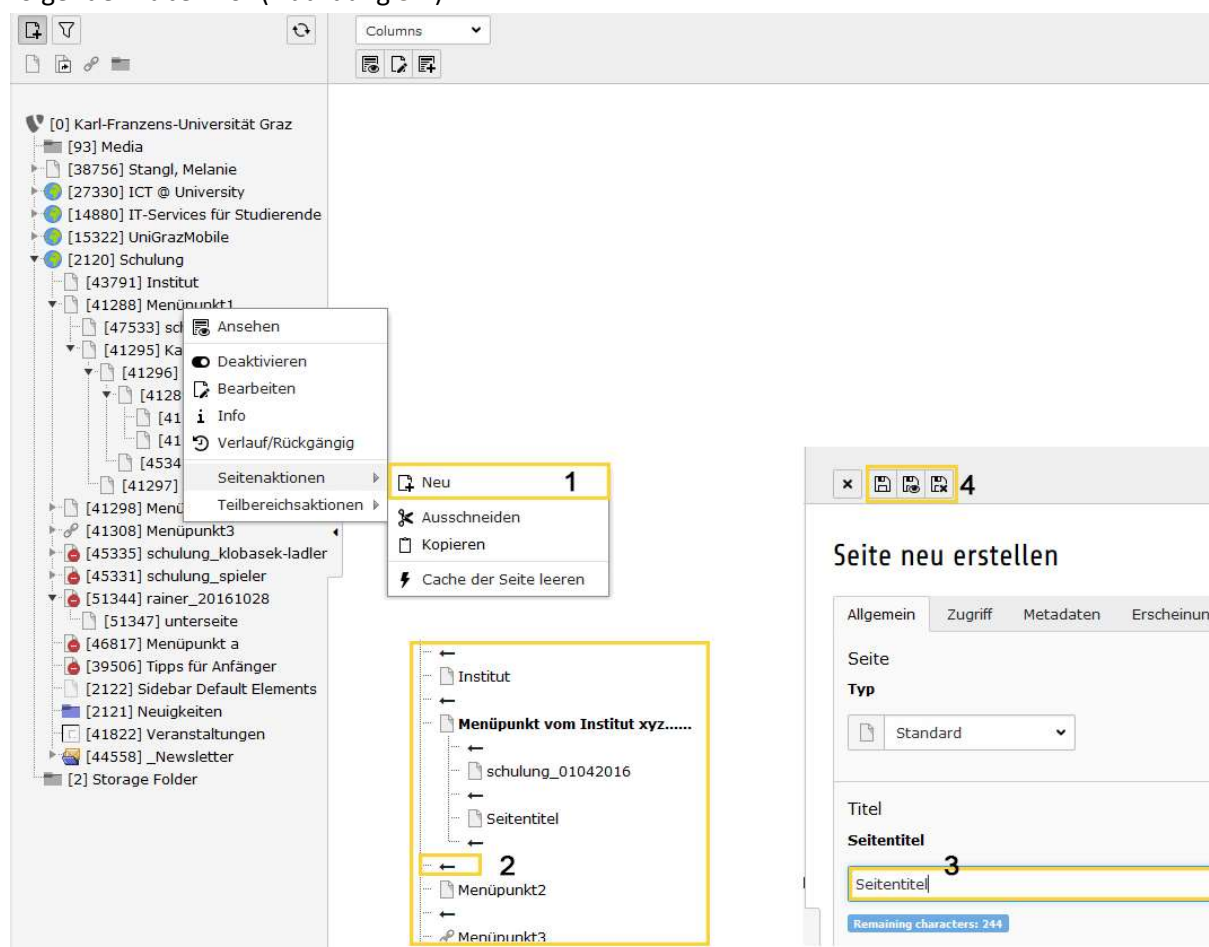 Columns
[0] Karl-Franzens-Universität Graz
[93] Media
[38756] Stangl, Melanie
[27330] ICT @ University
[14880] IT-Services für Studierende
[15322] UniGrazMobile
[2120] Schulung
[43791] Institut
[41288] Menüpunkt1
[47533] sch
[41295] Ka
[41296]
[4128
[41
[41
[4534
[41297]
[41298] Menü
[41308] Menüpunkt3
[45335] schulung_klobasek-ladler
[45331] schulung_spieler
[51344] rainer_20161028
[51347] unterseite
[46817] Menüpunkt a
[39506] Tipps für Anfänger
[2122] Sidebar Default Elements
[2121] Neuigkeiten
[41822] Veranstaltungen
[44558] _Newsletter
[2] Storage Folder
Ansehen
Deaktivieren
Bearbeiten
Info
Verlauf/Rückgängig
Seitenaktionen
Teilbereichsaktionen
Neu 1
Ausschneiden
Kopieren
Cache der Seite leeren
Institut
Menüpunkt vom Institut xyz......
schulung_01042016
Seitentitel
2
Menüpunkt2
Menüpunkt3
4
Seite neu erstellen
Allgemein Zugriff Metadaten Erscheinun
Seite
Typ
Standard
Titel
Seitentitel
3
Seitentitel
Remaining characters: 244